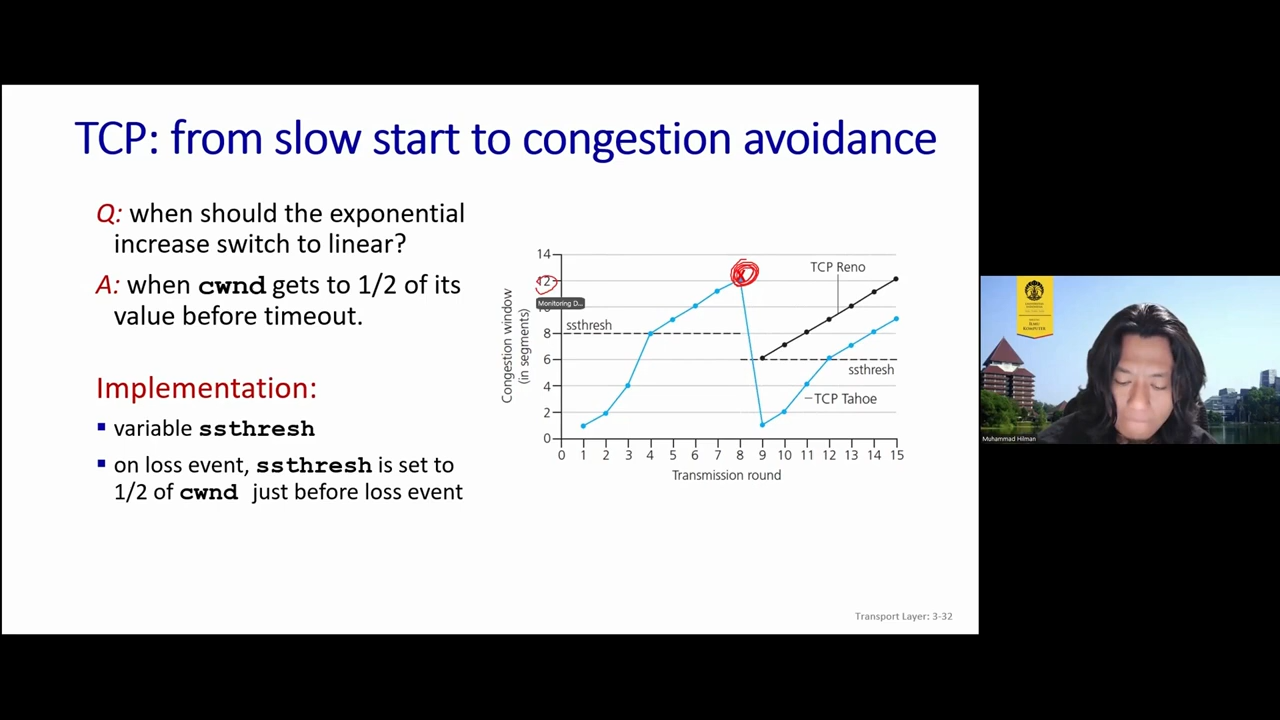 TCP: from slow start to congestion avoidance
Q: when should the exponential
increase switch to linear?
A: when cwnd gets to 1/2 of its
value before timeout.
Implementation:
▪ variable ssthresh
▪ on loss event, ssthresh is set to
1/2 of cwnd just before loss event
Congestion window
(in segments)
14
12
Monitoring D...
8
6
4
2
0
ssthresh
TCP Reno
ssthresh
TCP Tahoe
0 1 2 3 4 5 6 7 8 9 10 11 12 13 14 15
Transmission round
Transport Layer: 3-32
Muhammad Hilman